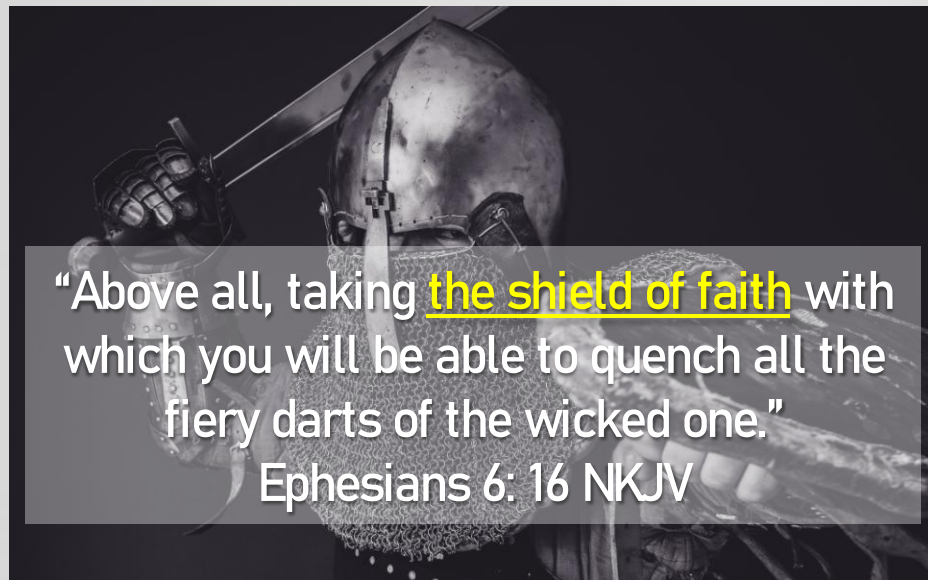 “Above all, taking the shield of faith with
which you will be able to quench all the
fiery darts of the wicked one.”
Ephesians 6: 16 NKJV